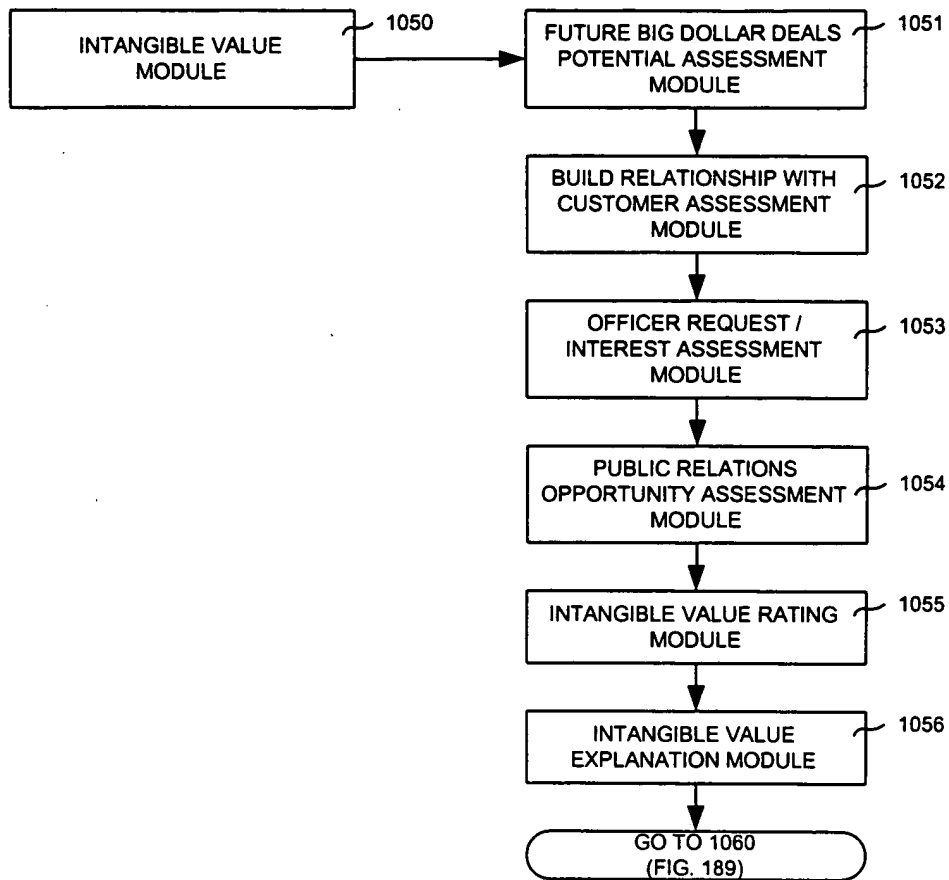 INTANGIBLE VALUE
MODULE
1050
FUTURE BIG DOLLAR DEALS
POTENTIAL ASSESSMENT
MODULE
1051
BUILD RELATIONSHIP WITH
CUSTOMER ASSESSMENT
MODULE
1052
OFFICER REQUEST /
INTEREST ASSESSMENT
MODULE
1053
PUBLIC RELATIONS
OPPORTUNITY ASSESSMENT
MODULE
1054
INTANGIBLE VALUE RATING
MODULE
1055
INTANGIBLE VALUE
EXPLANATION MODULE
1056
GO TO 1060
(FIG. 189)